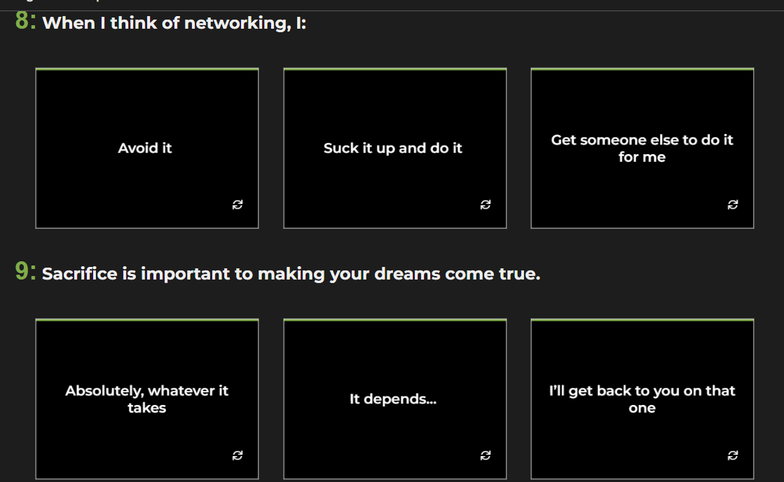 8: When I think of networking, I:
Avoid it
Suck it up and do it
Get someone else to do it
for me
9: Sacrifice is important to making your dreams come true.
Absolutely, whatever it
takes
It depends...
I'll get back to you on that
one